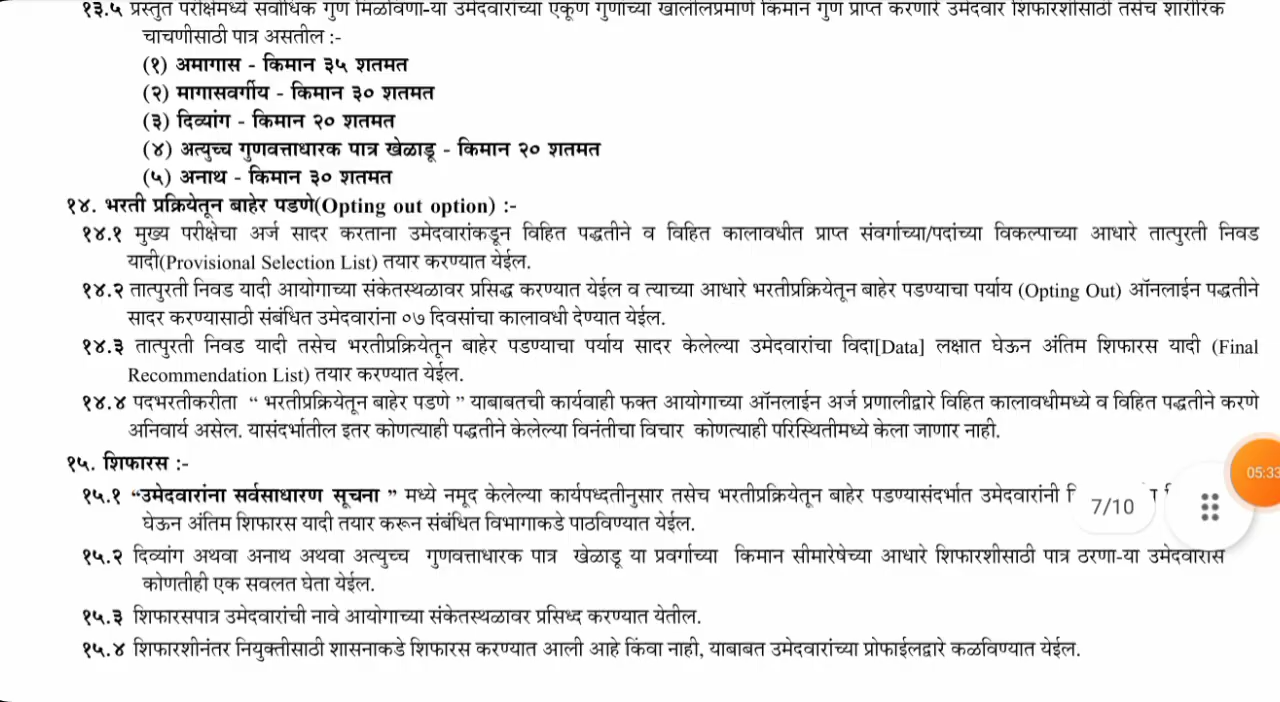 १३.५ प्रस्तुत परीक्षेमध्ये सर्वाधिक गुण मिळविणा-या उमेदवारांच्या एकूण गुणांच्या खालीलप्रमाणे किमान गुण प्राप्त करणारे उमेदवार शिफारशीसाठी तसेच शारीरिक
चाचणीसाठी पात्र असतील :-
(१) अमागास - किमान ३५ शतमत
(२) मागासवर्गीय - किमान ३० शतमत
(३) दिव्यांग - किमान २० शतमत
(४) अत्युच्च गुणवत्ताधारक पात्र खेळाडू - किमान २० शतमत
(५) अनाथ - किमान ३० शतमत
१४. भरती प्रक्रियेतून बाहेर पडणे(Opting out option) :-
१४.१ मुख्य परीक्षेचा अर्ज सादर करताना उमेदवारांकडून विहित पद्धतीने व विहित कालावधीत प्राप्त संवर्गाच्या/पदांच्या विकल्पाच्या आधारे तात्पुरती निवड
यादी(Provisional Selection List) तयार करण्यात येईल.
१४.२ तात्पुरती निवड यादी आयोगाच्या संकेतस्थळावर प्रसिद्ध करण्यात येईल व त्याच्या आधारे भरतीप्रक्रियेतून बाहेर पडण्याचा पर्याय (Opting Out) ऑनलाईन पद्धतीने
सादर करण्यासाठी संबंधित उमेदवारांना ०७ दिवसांचा कालावधी देण्यात येईल.
१४.३ तात्पुरती निवड यादी तसेच भरतीप्रक्रियेतून बाहेर पडण्याचा पर्याय सादर केलेल्या उमेदवारांचा विदा[Data] लक्षात घेऊन अंतिम शिफारस यादी (Final
Recommendation List) तयार करण्यात येईल.
१४.४ पदभरतीकरीता “ भरतीप्रक्रियेतून बाहेर पडणे ” याबाबतची कार्यवाही फक्त आयोगाच्या ऑनलाईन अर्ज प्रणालीद्वारे विहित कालावधीमध्ये व विहित पद्धतीने करणे
अनिवार्य असेल. यासंदर्भातील इतर कोणत्याही पद्धतीने केलेल्या विनंतीचा विचार कोणत्याही परिस्थितीमध्ये केला जाणार नाही.
१५. शिफारस :-
१५.१ “उमेदवारांना सर्वसाधारण सूचना ” मध्ये नमूद केलेल्या कार्यपध्दतीनुसार तसेच भरतीप्रक्रियेतून बाहेर पडण्यासंदर्भात उमेदवारांनी
घेऊन अंतिम शिफारस यादी तयार करून संबंधित विभागाकडे पाठविण्यात येईल.
१५.२ दिव्यांग अथवा अनाथ अथवा अत्युच्च गुणवत्ताधारक पात्र खेळाडू या प्रवर्गाच्या किमान सीमारेषेच्या आधारे शिफारशीसाठी पात्र ठरणा-या उमेदवारास
कोणतीही एक सवलत घेता येईल.
१५.३ शिफारसपात्र उमेदवारांची नावे आयोगाच्या संकेतस्थळावर प्रसिध्द करण्यात येतील.
१५.४ शिफारशीनंतर नियुक्तीसाठी शासनाकडे शिफारस करण्यात आली आहे किंवा नाही, याबाबत उमेदवारांच्या प्रोफाईलद्वारे कळविण्यात येईल.
7/10
05:33